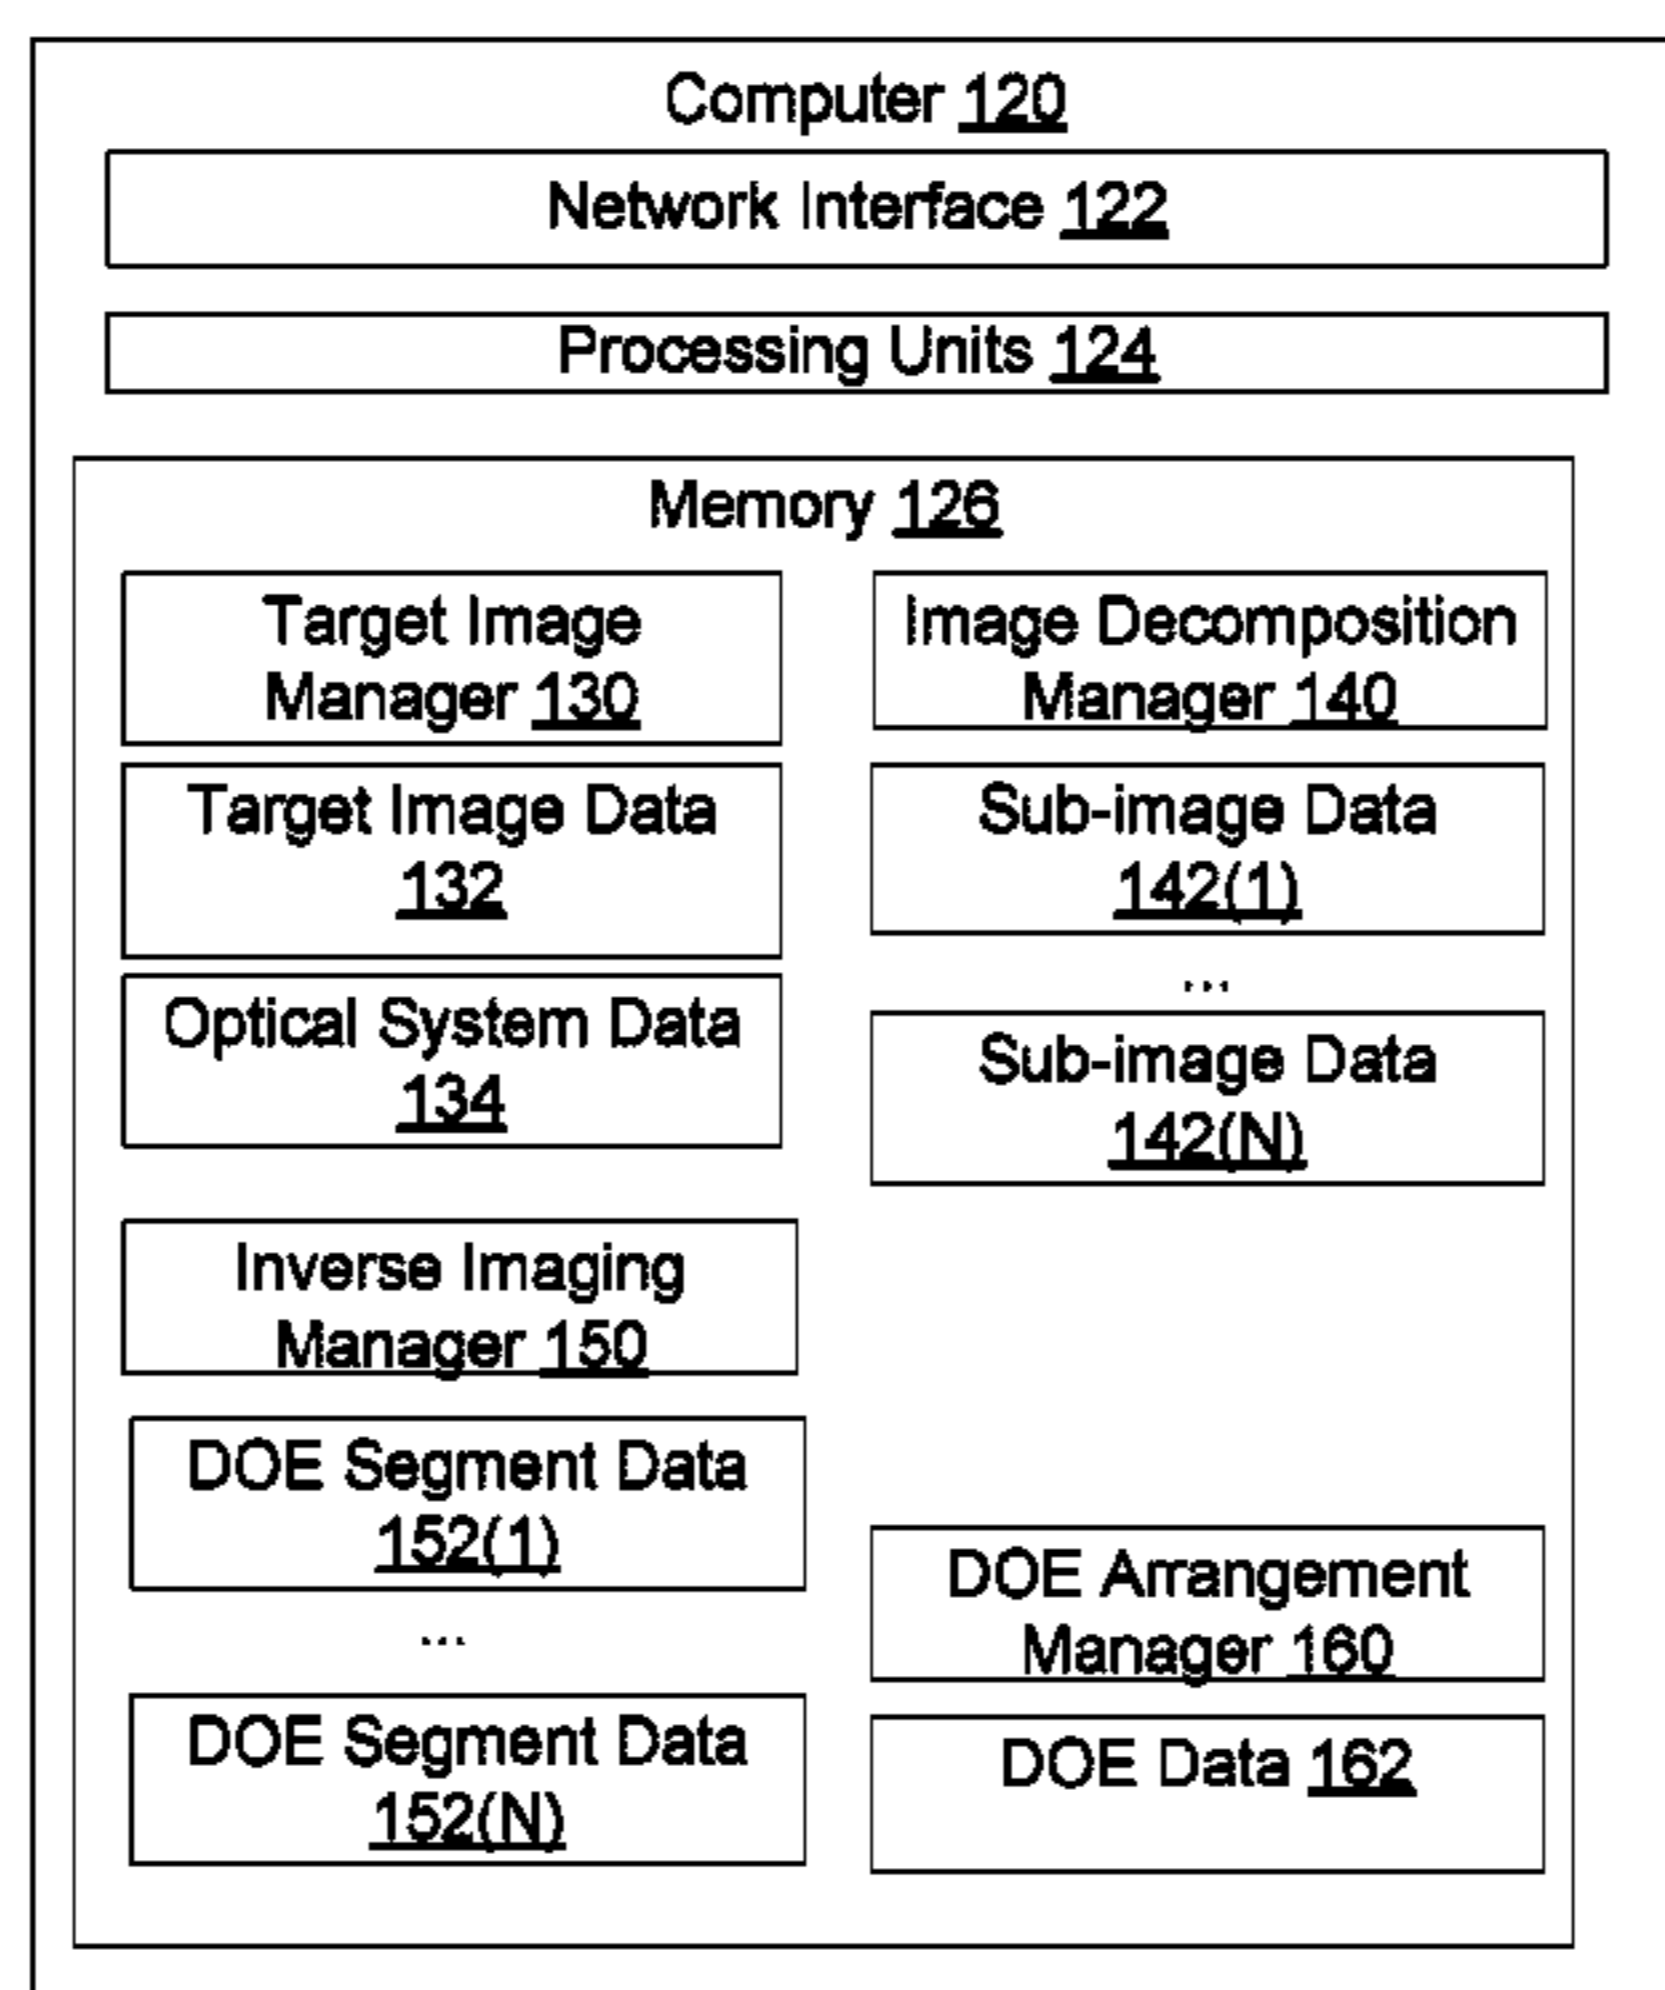 Computer 120
Network Interface 122
Processing Units 124
Memory 126
Target Image
Manager 130
Target Image Data
132
Optical System Data
134
Image Decomposition
Manager 140
Sub-image Data
142(1)
...
Sub-image Data
142(N)
Inverse Imaging
Manager 150
DOE Segment Data
152(1)
...
DOE Segment Data
152(N)
DOE Arrangement
Manager 160
DOE Data 162